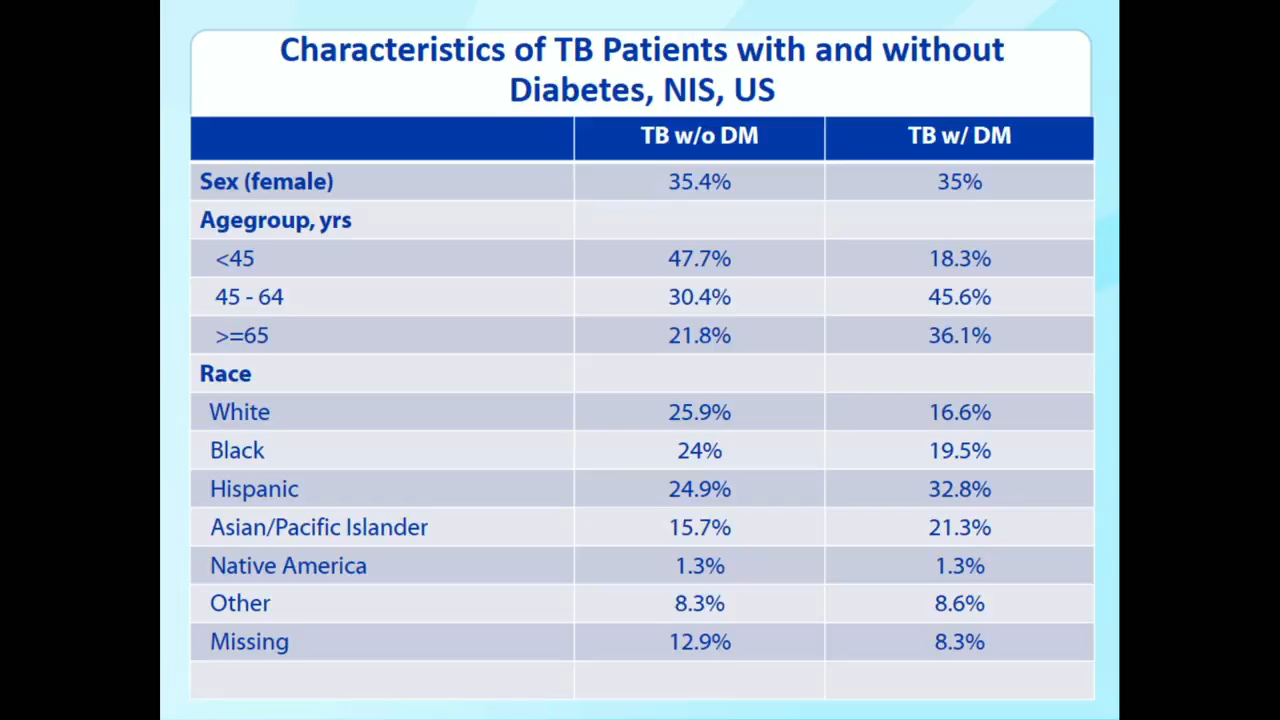 Characteristics of TB Patients with and without
Diabetes, NIS, US
TB w/o DM TB w/ DM
Sex (female) 35.4% 35%
Agegroup, yrs
<45 47.7% 18.3%
45 - 64 30.4% 45.6%
>=65 21.8% 36.1%
Race
White 25.9% 16.6%
Black 24% 19.5%
Hispanic 24.9% 32.8%
Asian/Pacific Islander 15.7% 21.3%
Native America 1.3% 1.3%
Other 8.3% 8.6%
Missing 12.9% 8.3%